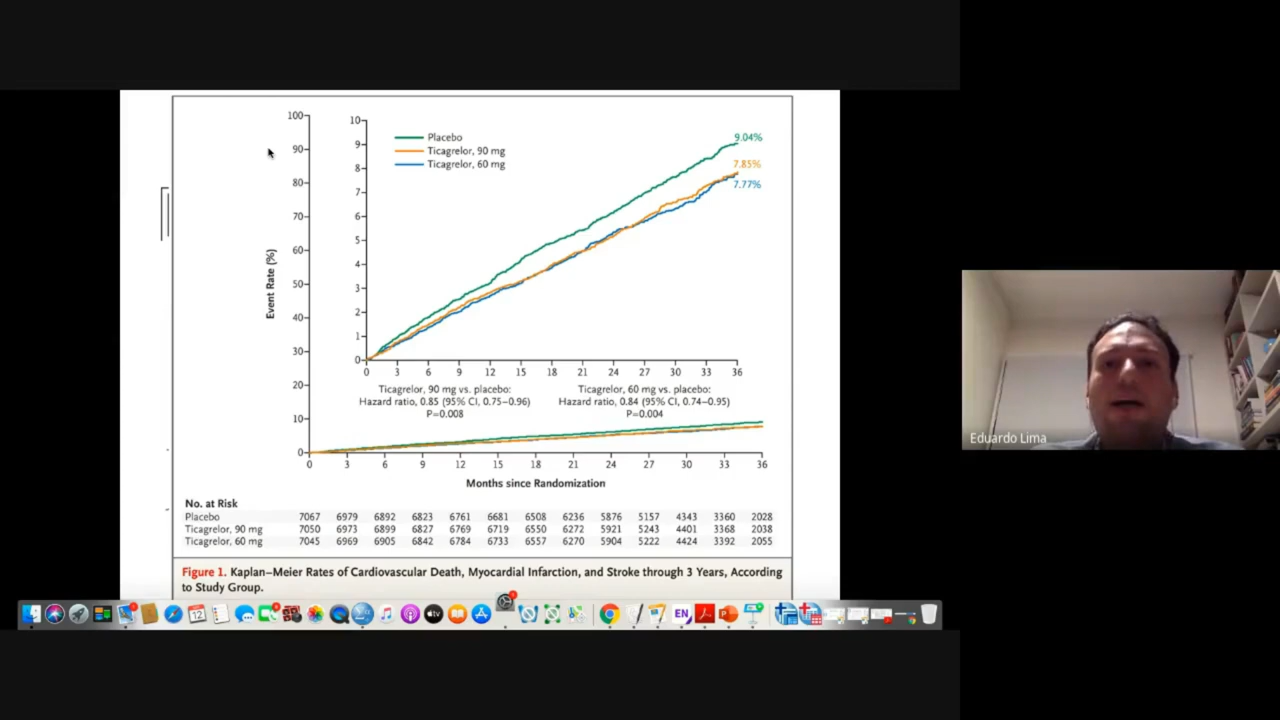 100
90
80
70
60
50
40
30
20
10
0
Event Rate (%)
10
9
8
7
6
5
4
3
2
1
0
Placebo
Ticagrelor, 90 mg
Ticagrelor, 60 mg
9.04%
7.85%
7.77%
0 3 6 9 12 15 18 21 24 27 30 33 36
Ticagrelor, 90 mg vs. placebo:
Hazard ratio, 0.85 (95% CI, 0.75–0.96)
P=0.008
Ticagrelor, 60 mg vs. placebo:
Hazard ratio, 0.84 (95% CI, 0.74–0.95)
P=0.004
0 3 6 9 12 15 18 21 24 27 30 33 36
Months since Randomization
No. at Risk
Placebo 7067 6979 6892 6823 6761 6681 6508 6236 5876 5157 4343 3360 2028
Ticagrelor, 90 mg 7050 6973 6899 6827 6769 6719 6550 6272 5921 5243 4401 3368 2038
Ticagrelor, 60 mg 7045 6969 6905 6842 6784 6733 6557 6270 5904 5222 4424 3392 2055
Figure 1. Kaplan–Meier Rates of Cardiovascular Death, Myocardial Infarction, and Stroke through 3 Years, According
to Study Group.
12
tv
EN
Eduardo Lima